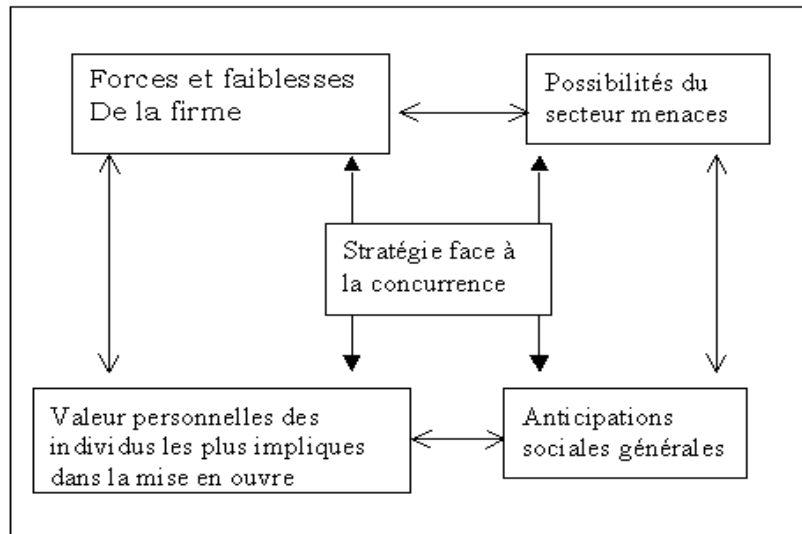 Forces et faiblesses
De la firme
Possibilités du
secteur menaces
Stratégie face à
la concurrence
Valeur personnelles des
individus les plus impliques
dans la mise en ouvre
Anticipations
sociales générales